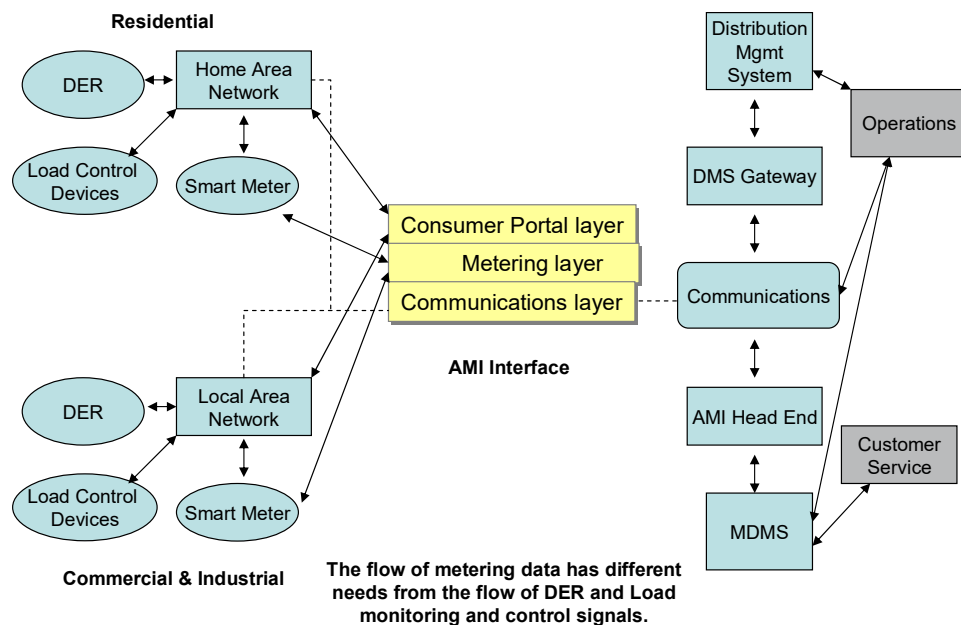 Residential
DER
Home Area
Network
Load Control
Devices
Smart Meter
Distribution
Mgmt
System
Operations
DMS Gateway
Consumer Portal layer
Metering layer
Communications layer
Communications
AMI Interface
DER
Local Area
Network
Load Control
Devices
Smart Meter
AMI Head End
Customer
Service
MDMS
Commercial & Industrial
The flow of metering data has different
needs from the flow of DER and Load
monitoring and control signals.